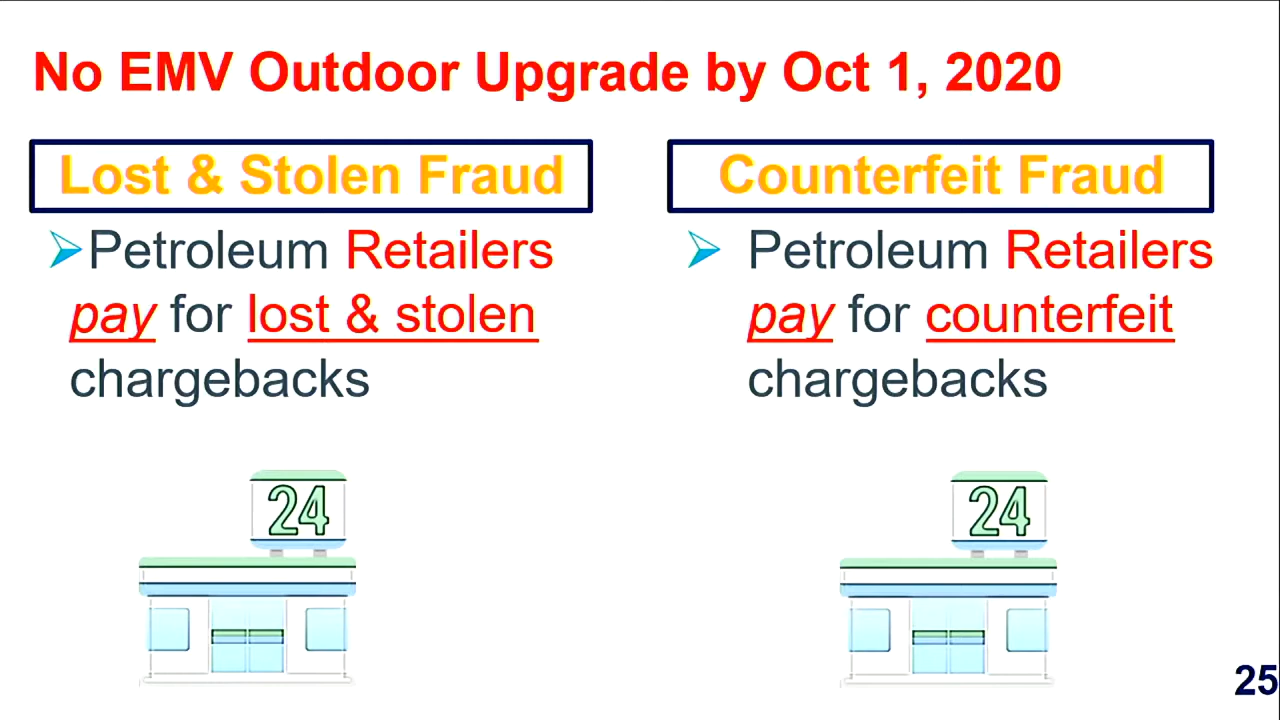 No EMV Outdoor Upgrade by Oct 1, 2020
Lost & Stolen Fraud
Petroleum Retailers
pay for lost & stolen
chargebacks
Counterfeit Fraud
Petroleum Retailers
pay for counterfeit
chargebacks
24
24
25